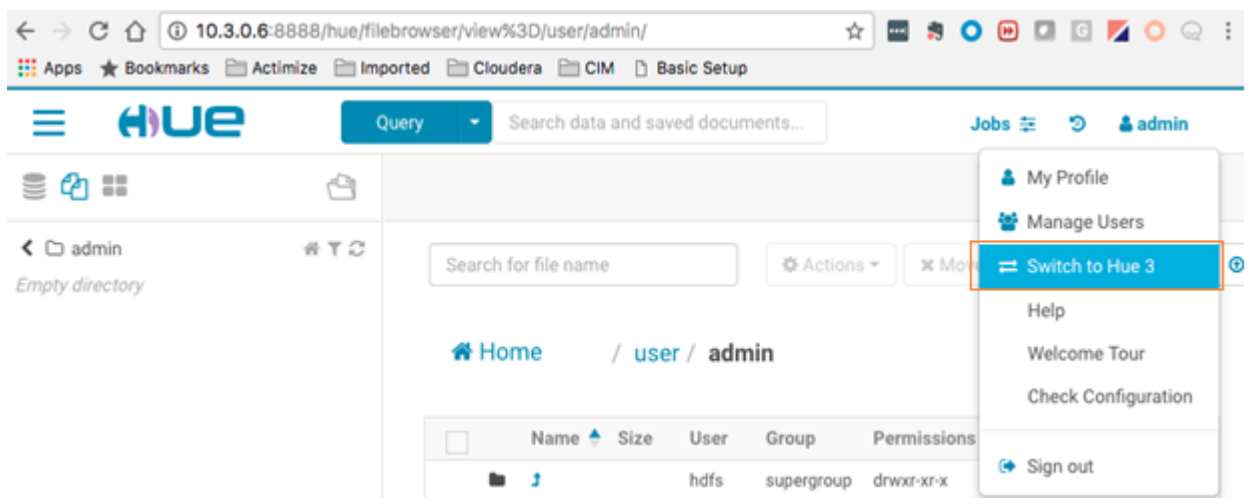 10.3.0.6:8888/hue/filebrowser/view%3D/user/admin/
Apps Bookmarks Actimize Imported Cloudera CIM Basic Setup
HUE Query Search data and saved documents... Jobs admin
My Profile
Manage Users
admin
Search for file name Actions Mov Switch to Hue 3
Empty directory
Help
Home / user / admin
Welcome Tour
Check Configuration
Name Size User Group Permissions
Sign out
hdfs supergroup drwxr-xr-x